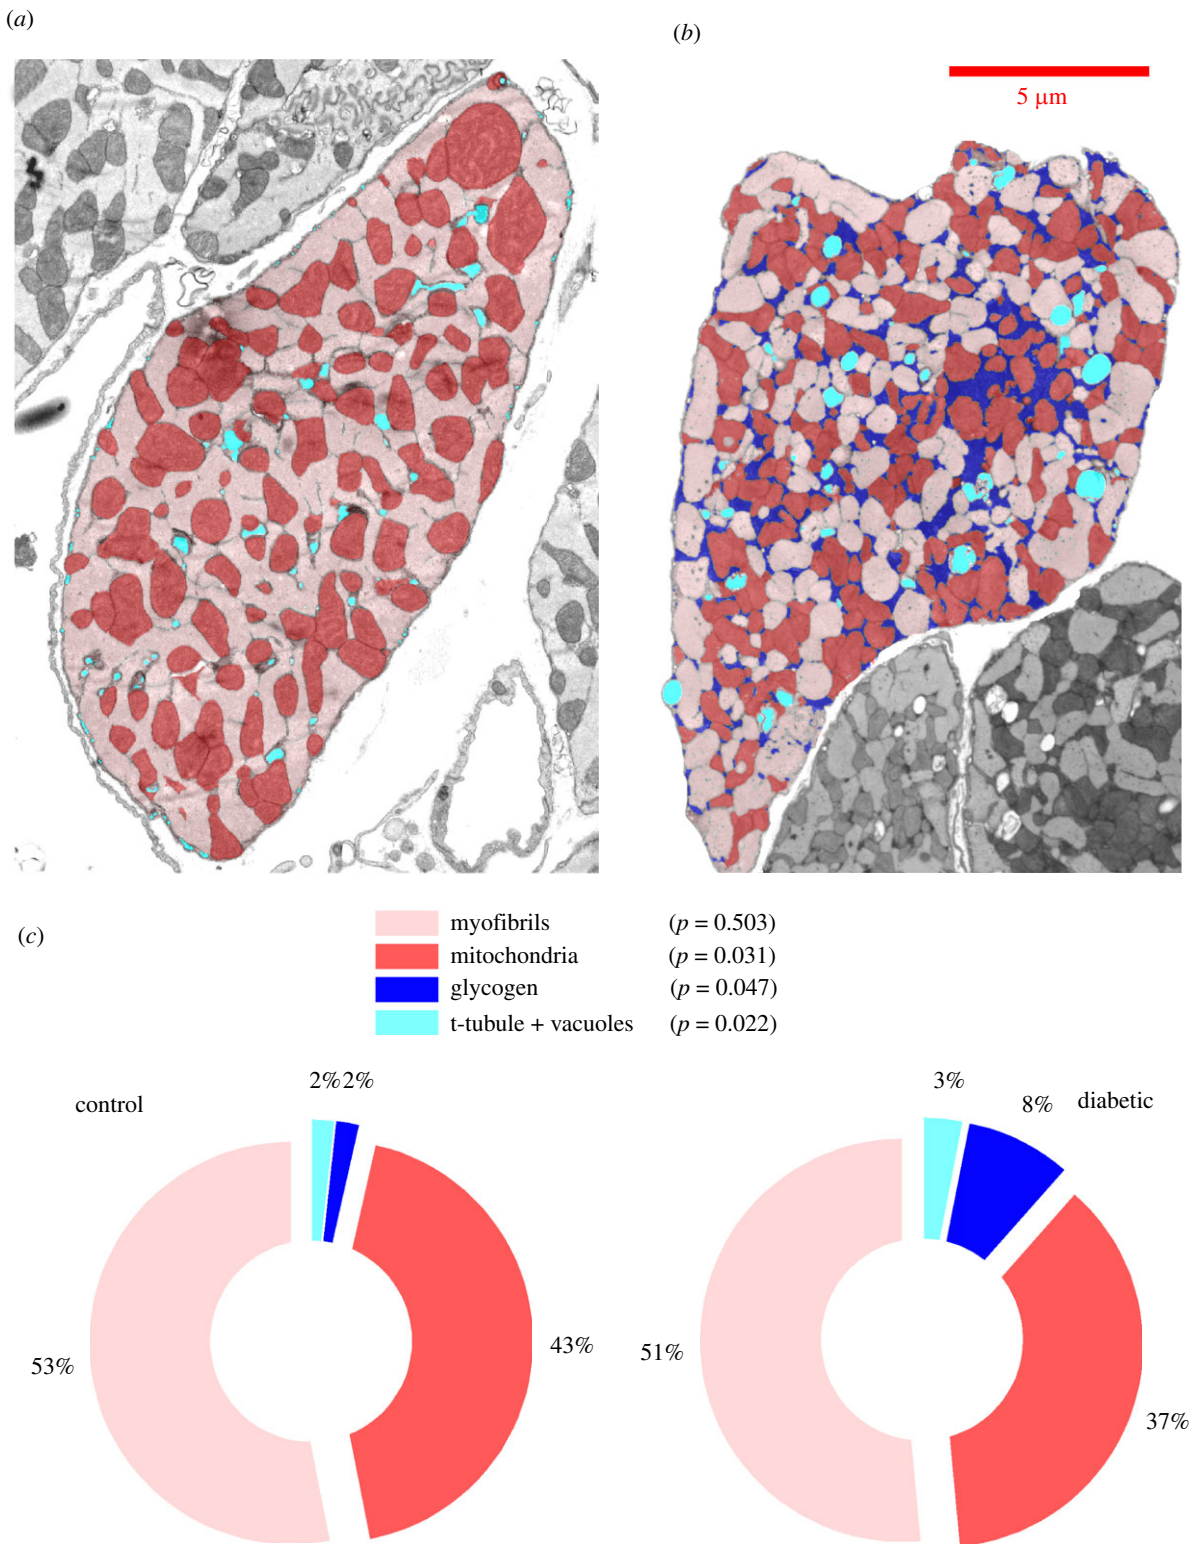 (a)
(b)
5 μm
(c)
myofibrils (p = 0.503)
mitochondria (p = 0.031)
glycogen (p = 0.047)
t-tubule + vacuoles (p = 0.022)
control
2% 2%
43%
53%
diabetic
3%
8%
51%
37%